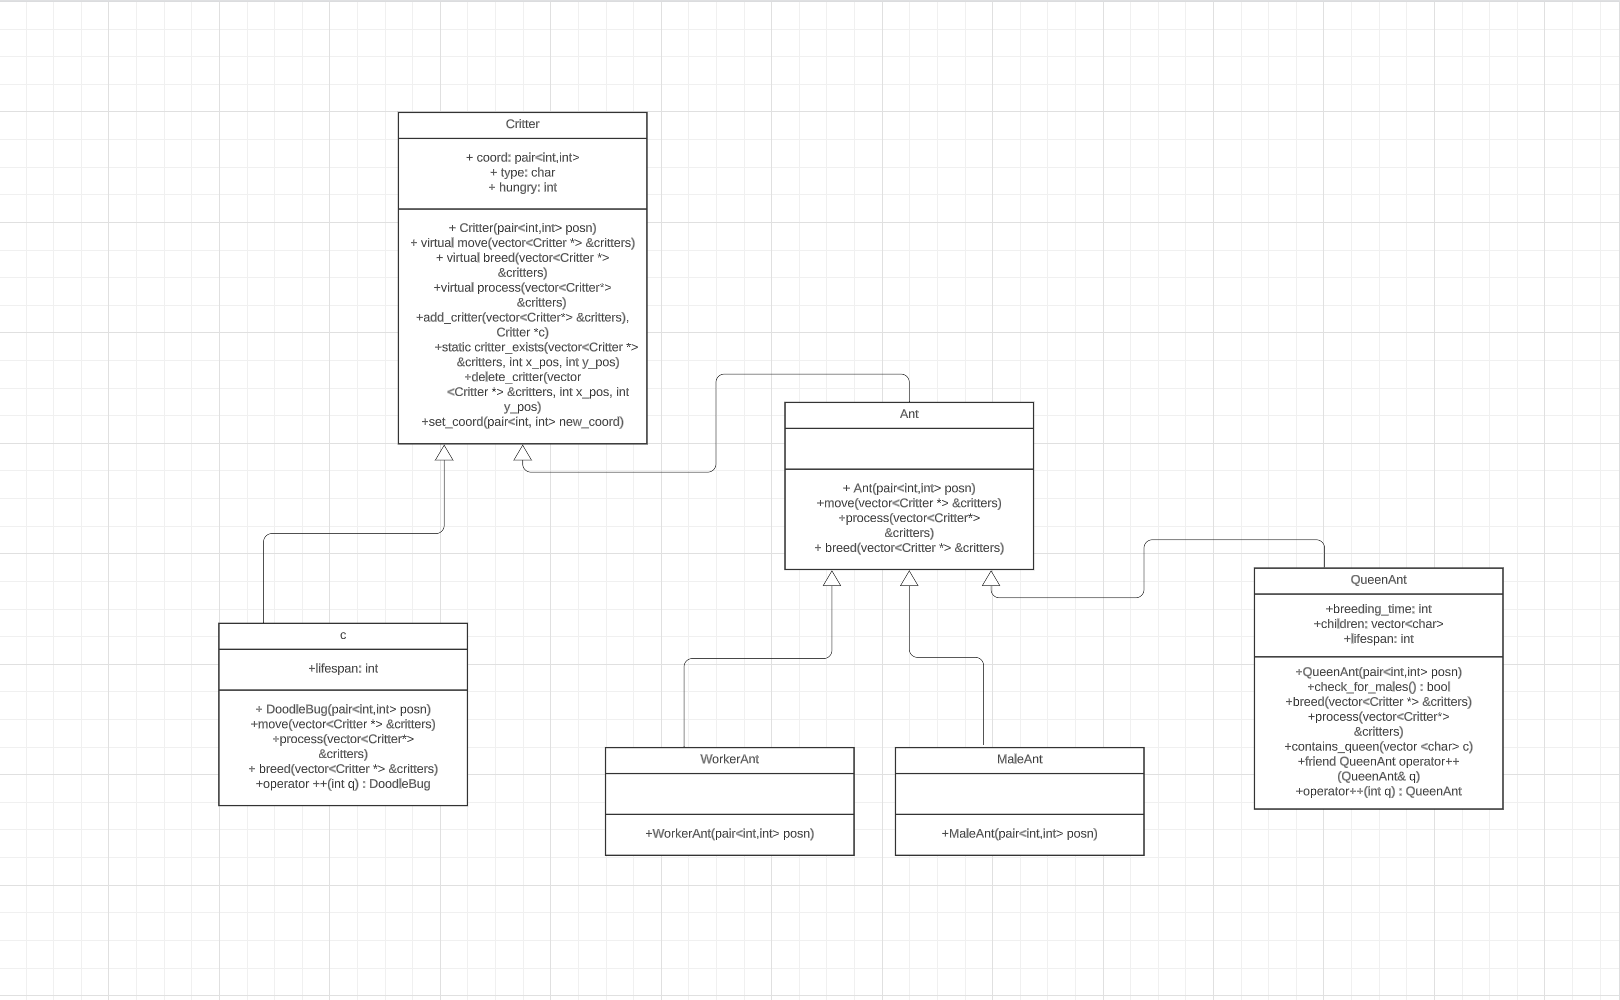 Critter
+ coord: pair<int,int>
+ type: char
+ hungry: int
+ Critter(pair<int,int> posn)
+ virtual move(vector<Critter *> &critters)
+ virtual breed(vector<Critter *>
&critters)
+virtual process(vector<Critter*>
&critters)
+add_critter(vector<Critter*> &critters),
Critter *c)
+static critter_exists(vector<Critter *>
&critters, int x_pos, int y_pos)
+delete_critter(vector
<Critter *> &critters, int x_pos, int
y_pos)
+set_coord(pair<int, int> new_coord)
Ant
+ Ant(pair<int,int> posn)
+move(vector<Critter *> &critters)
+process(vector<Critter*>
&critters)
+ breed(vector<Critter *> &critters)
c
+lifespan: int
+ DoodleBug(pair<int,int> posn)
+move(vector<Critter *> &critters)
+process(vector<Critter*>
&critters)
+ breed(vector<Critter *> &critters)
+operator ++(int q) : DoodleBug
WorkerAnt
+WorkerAnt(pair<int,int> posn)
MaleAnt
+MaleAnt(pair<int,int> posn)
QueenAnt
+breeding_time: int
+children: vector<char>
+lifespan: int
+QueenAnt(pair<int,int> posn)
+check_for_males() : bool
+breed(vector<Critter *> &critters)
+process(vector<Critter*>
&critters)
+contains_queen(vector <char> c)
+friend QueenAnt operator++
(QueenAnt& q)
+operator++(int q) : QueenAnt